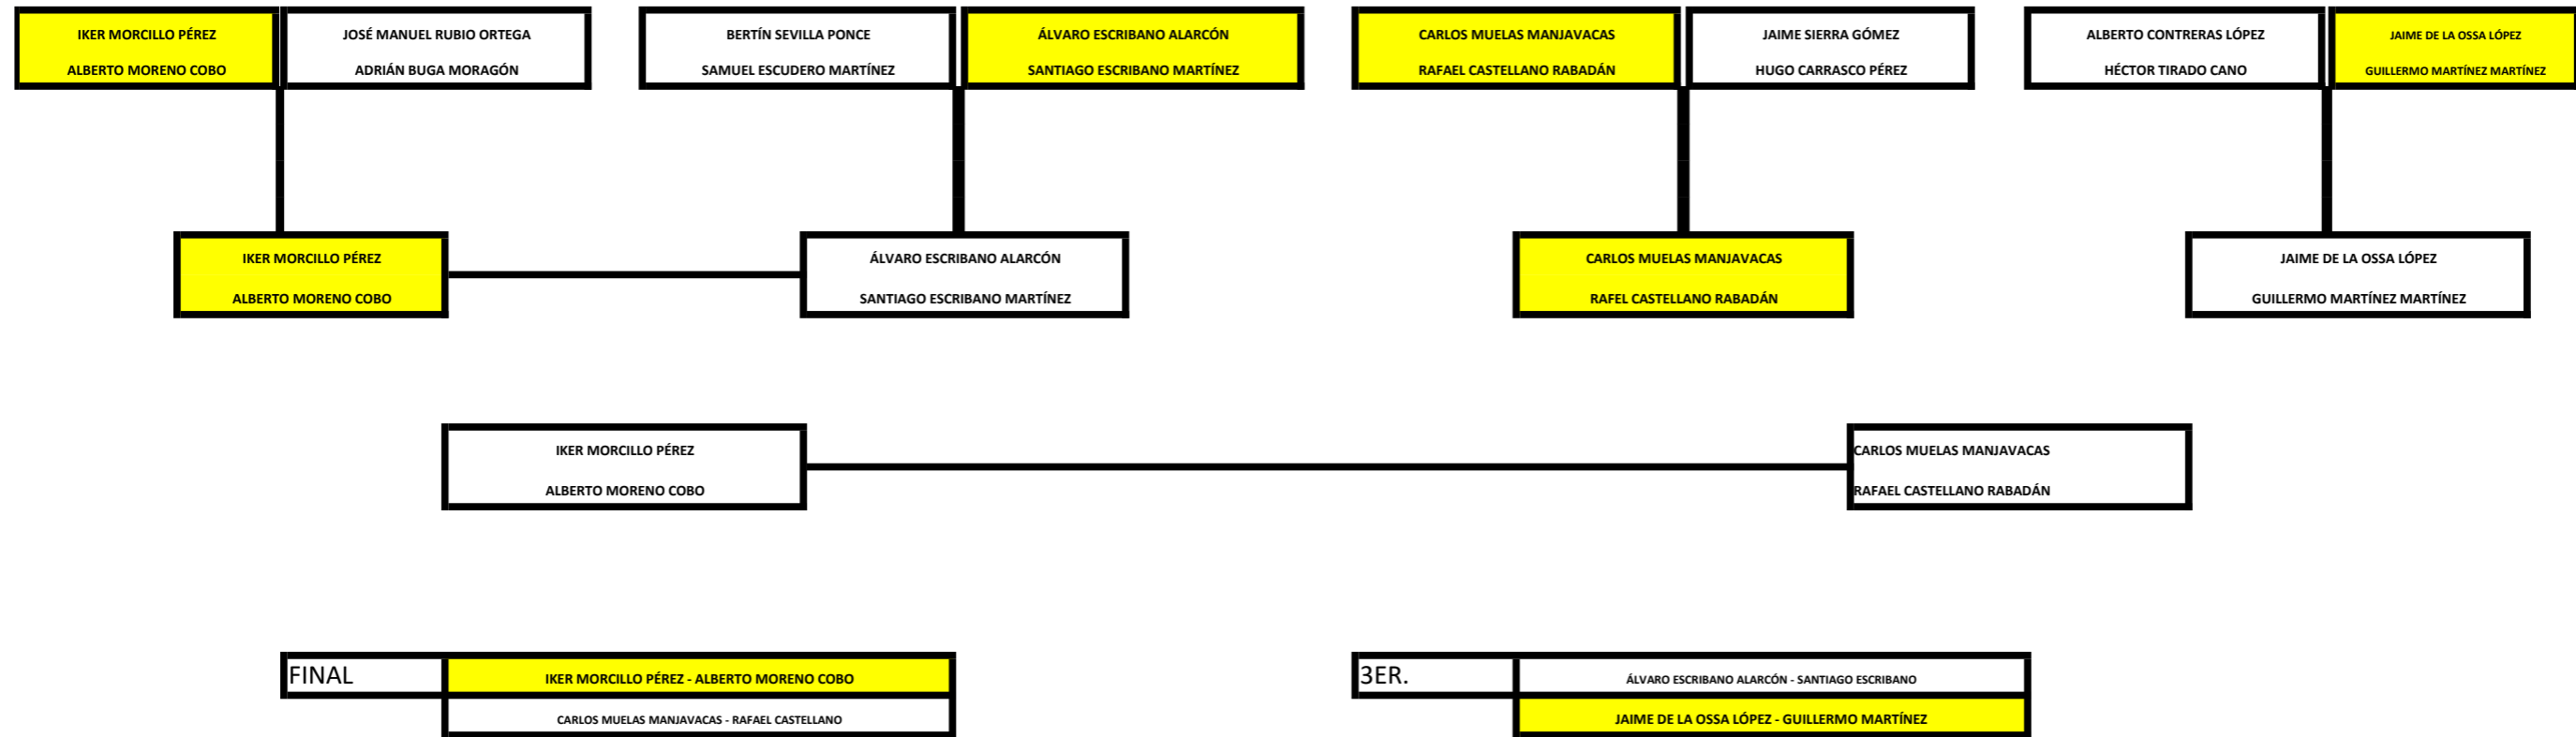 IKER MORCILLO PÉREZ
ALBERTO MORENO COBO
JOSÉ MANUEL RUBIO ORTEGA
ADRIÁN BUGA MORAGÓN
BERTÍN SEVILLA PONCE
SAMUEL ESCUDERO MARTÍNEZ
ÁLVARO ESCRIBANO ALARCÓN
SANTIAGO ESCRIBANO MARTÍNEZ
CARLOS MUELAS MANJAVACAS
RAFAEL CASTELLANO RABADÁN
JAIME SIERRA GÓMEZ
HUGO CARRASCO PÉREZ
ALBERTO CONTRERAS LÓPEZ
HÉCTOR TIRADO CANO
JAIME DE LA OSSA LÓPEZ
GUILLERMO MARTÍNEZ MARTÍNEZ
IKER MORCILLO PÉREZ
ALBERTO MORENO COBO
ÁLVARO ESCRIBANO ALARCÓN
SANTIAGO ESCRIBANO MARTÍNEZ
CARLOS MUELAS MANJAVACAS
RAFEL CASTELLANO RABADÁN
JAIME DE LA OSSA LÓPEZ
GUILLERMO MARTÍNEZ MARTÍNEZ
IKER MORCILLO PÉREZ
ALBERTO MORENO COBO
CARLOS MUELAS MANJAVACAS
RAFAEL CASTELLANO RABADÁN
FINAL
IKER MORCILLO PÉREZ - ALBERTO MORENO COBO
CARLOS MUELAS MANJAVACAS - RAFAEL CASTELLANO
3ER.
ÁLVARO ESCRIBANO ALARCÓN - SANTIAGO ESCRIBANO
JAIME DE LA OSSA LÓPEZ - GUILLERMO MARTÍNEZ